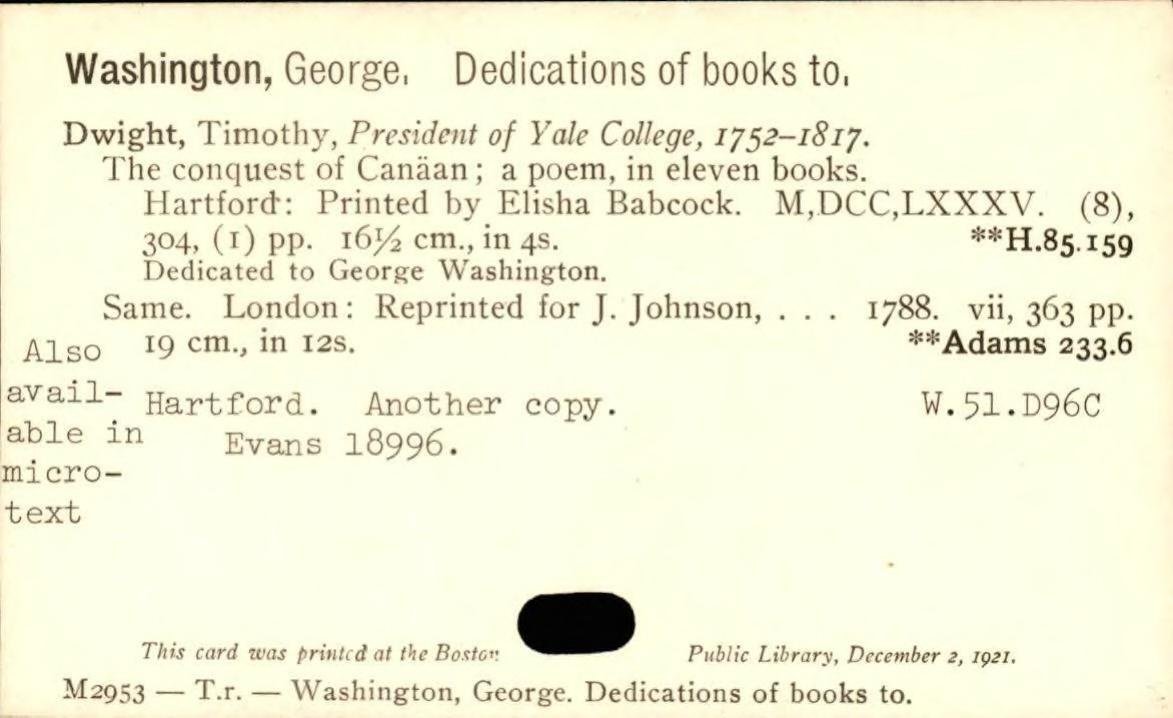 Washington, George. Dedications of books to.
Dwight, Timothy, President of Yale College, 1752–1817.
The conquest of Canäan; a poem, in eleven books.
Hartford: Printed by Elisha Babcock. M,DCC,LXXXV. (8),
304, (1) pp. 16½ cm., in 4s. **H.85.159
Dedicated to George Washington.
Same. London: Reprinted for J. Johnson, . . . 1788. vii, 363 pp.
19 cm., in 12s. **Adams 233.6
Also
avail-
able in
micro-
text
Hartford. Another copy. W.51.D96C
Evans 18996.
This card was printed at the Boston Public Library, December 2, 1921.
M2953 — T.r. — Washington, George. Dedications of books to.